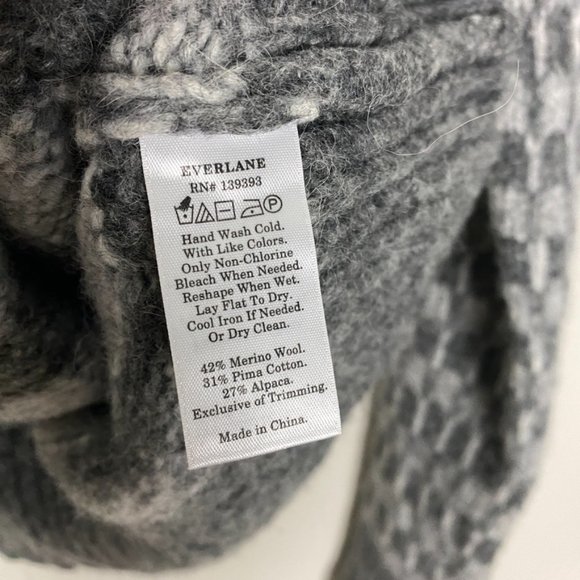 EVERLANE
RN# 139393
Hand Wash Cold.
With Like Colors.
Only Non-Chlorine
Bleach When Needed.
Reshape When Wet.
Lay Flat To Dry.
Cool Iron If Needed.
Or Dry Clean.
42% Merino Wool.
31% Pima Cotton.
27% Alpaca.
Exclusive of Trimming.
Made in China.